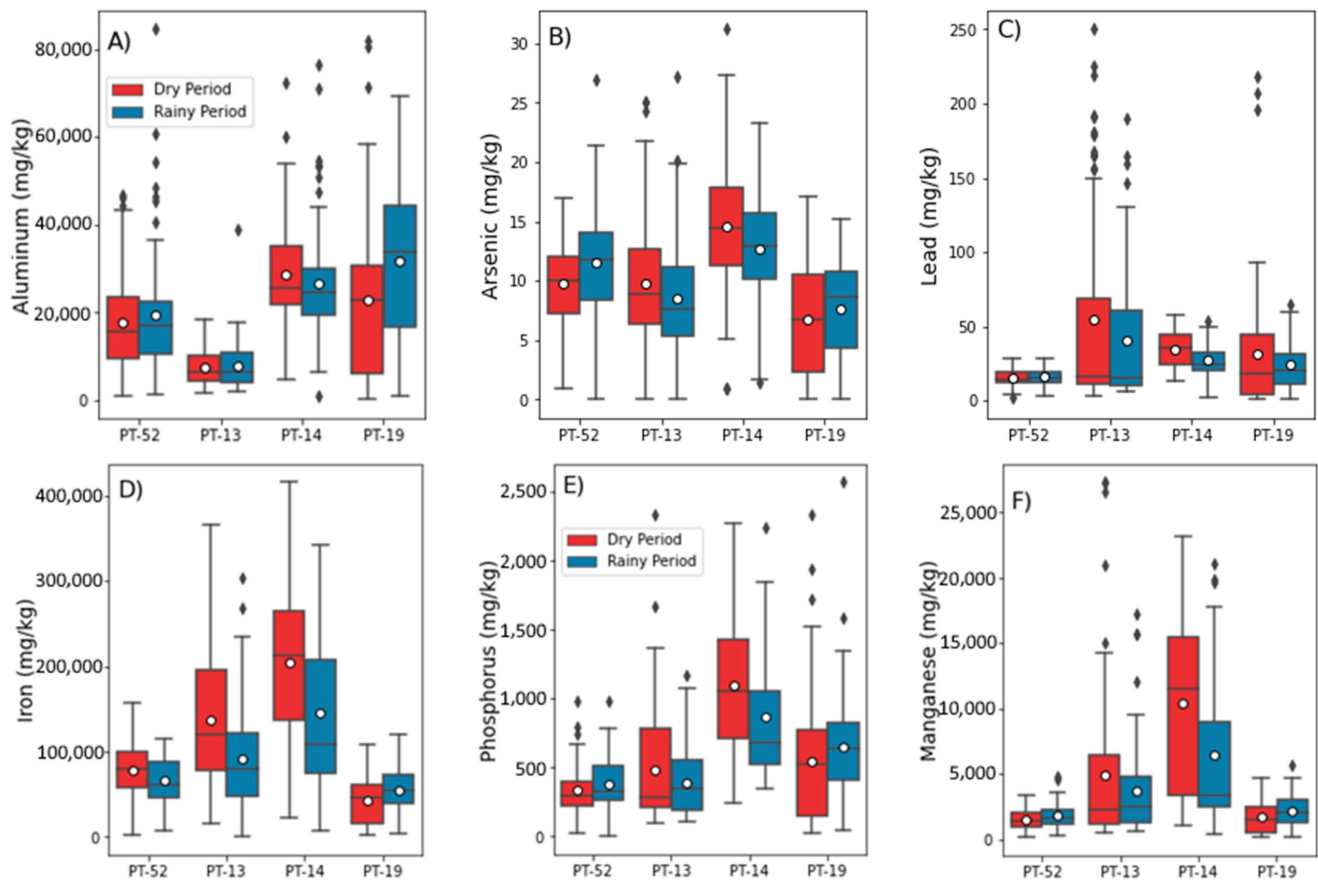 A)
Dry Period
Rainy Period
Aluminum (mg/kg)
80,000
60,000
40,000
20,000
0
PT-52 PT-13 PT-14 PT-19
B)
Arsenic (mg/kg)
30
25
20
15
10
5
0
PT-52 PT-13 PT-14 PT-19
C)
Lead (mg/kg)
250
200
150
100
50
0
PT-52 PT-13 PT-14 PT-19
D)
Iron (mg/kg)
400,000
300,000
200,000
100,000
0
PT-52 PT-13 PT-14 PT-19
E)
Dry Period
Rainy Period
Phosphorus (mg/kg)
2,500
2,000
1,500
1,000
500
0
PT-52 PT-13 PT-14 PT-19
F)
Manganese (mg/kg)
25,000
20,000
15,000
10,000
5,000
0
PT-52 PT-13 PT-14 PT-19